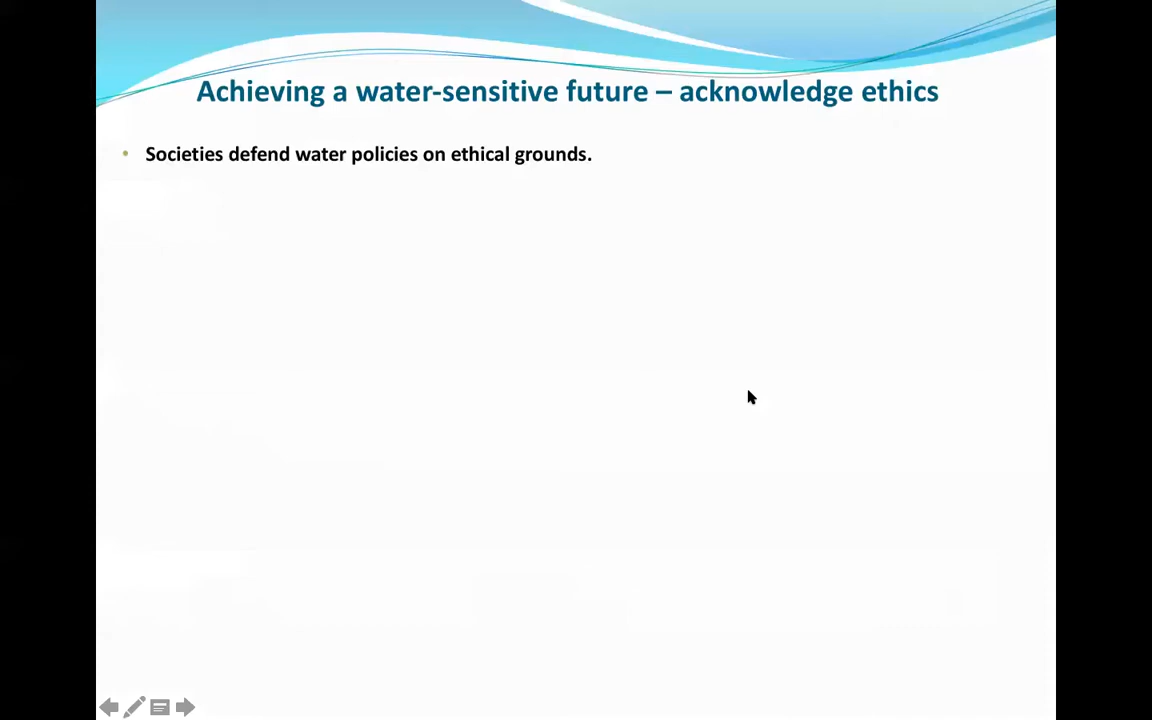 Achieving a water-sensitive future – acknowledge ethics
• Societies defend water policies on ethical grounds.